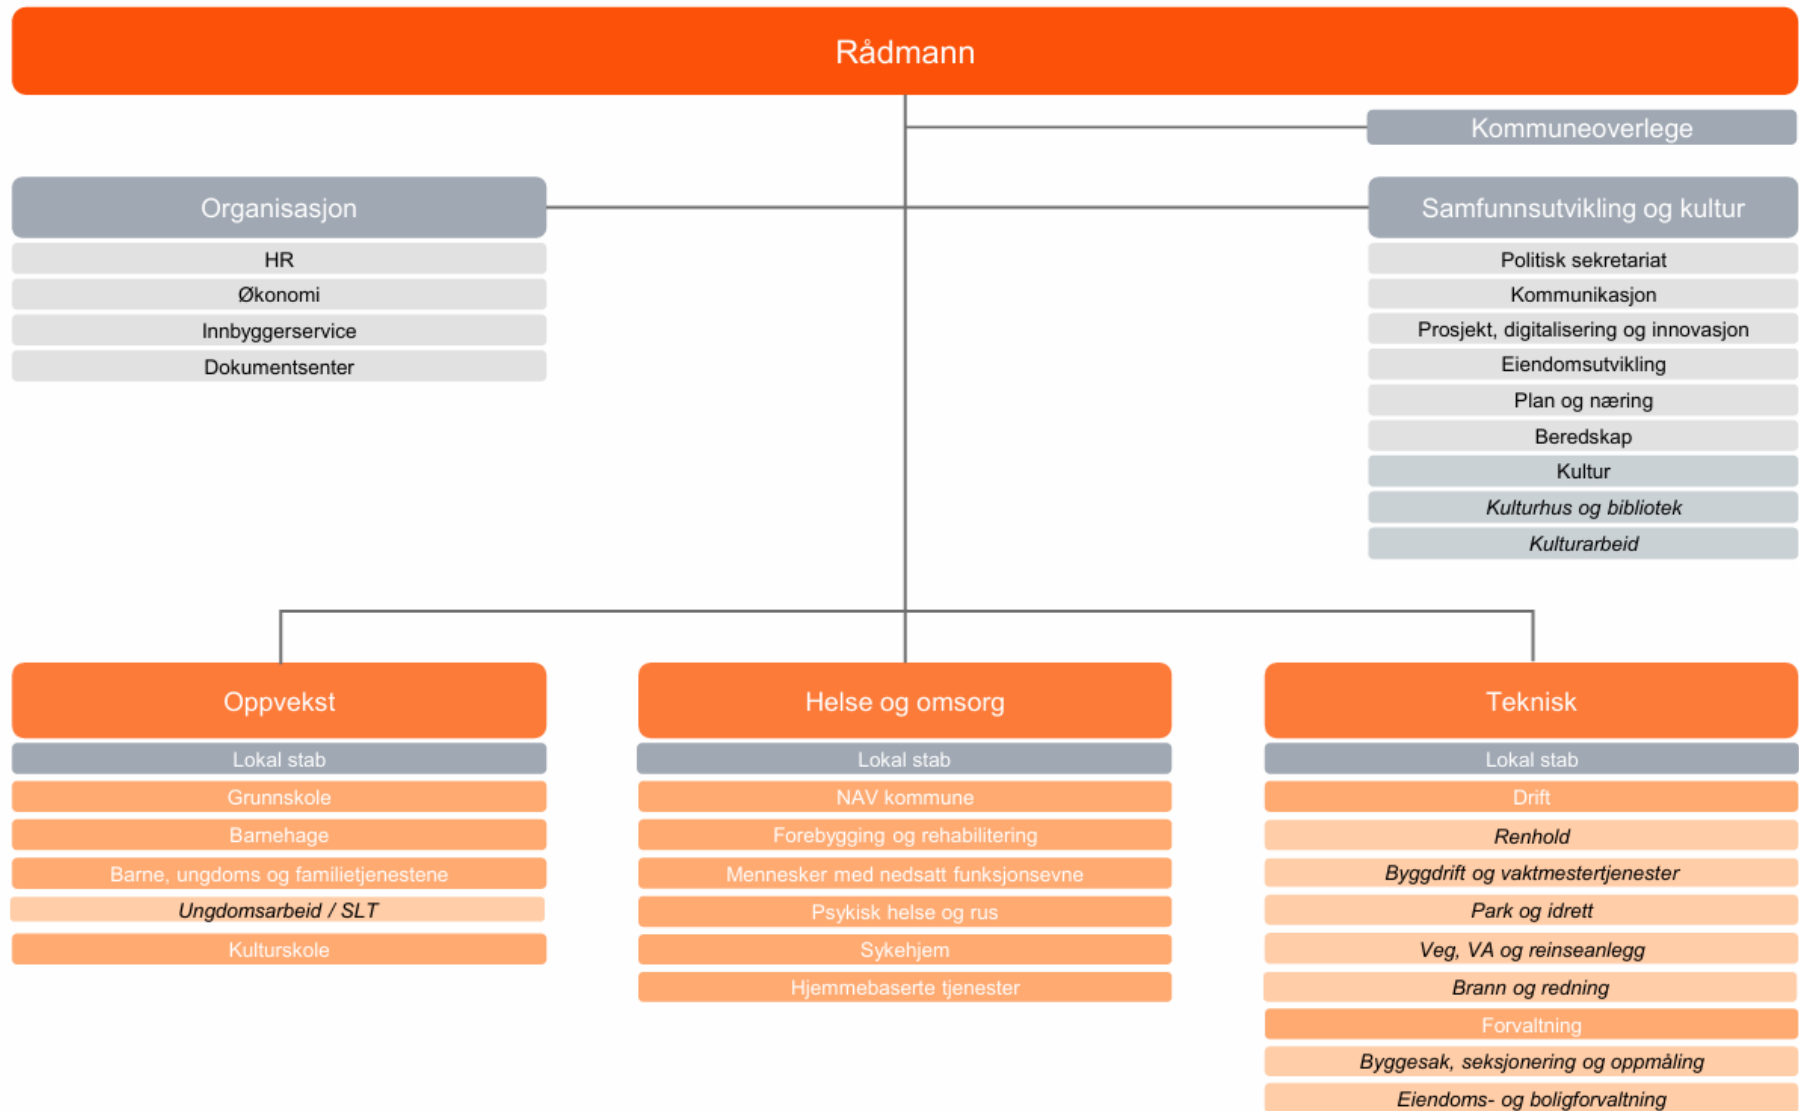 Rådmann
Kommuneoverlege
Organisasjon
HR
Økonomi
Innbyggerservice
Dokumentsenter
Samfunnsutvikling og kultur
Politisk sekretariat
Kommunikasjon
Prosjekt, digitalisering og innovasjon
Eiendomsutvikling
Plan og næring
Beredskap
Kultur
Kulturhus og bibliotek
Kulturarbeid
Oppvekst
Lokal stab
Grunnskole
Barnehage
Barne, ungdoms og familietjenestene
Ungdomsarbeid / SLT
Kulturskole
Helse og omsorg
Lokal stab
NAV kommune
Forebygging og rehabilitering
Mennesker med nedsatt funksjonsevne
Psykisk helse og rus
Sykehjem
Hjemmebaserte tjenester
Teknisk
Lokal stab
Drift
Renhold
Byggdrift og vaktmestertjenester
Park og idrett
Veg, VA og reinseanlegg
Brann og redning
Forvaltning
Byggesak, seksjonering og oppmåling
Eiendoms- og boligforvaltning